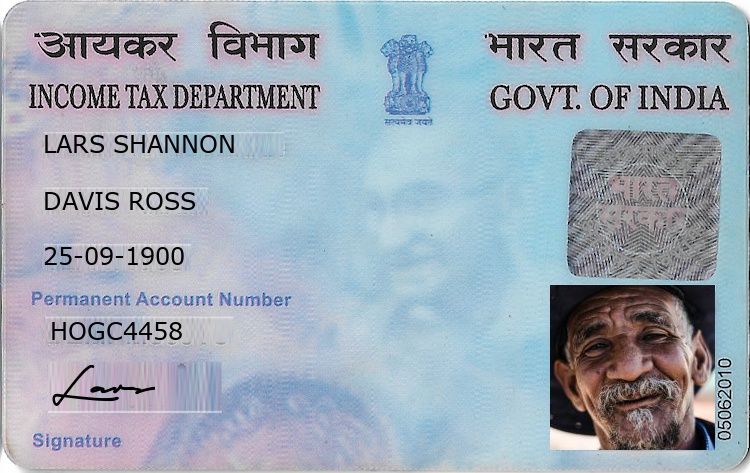 आयकर विभाग
भारत सरकार
INCOME TAX DEPARTMENT
GOVT. OF INDIA
सत्यमेव जयते
LARS SHANNON
DAVIS ROSS
25-09-1900
भारत
सरकार
Permanent Account Number
HOGC4458
Lars
Signature
05062010